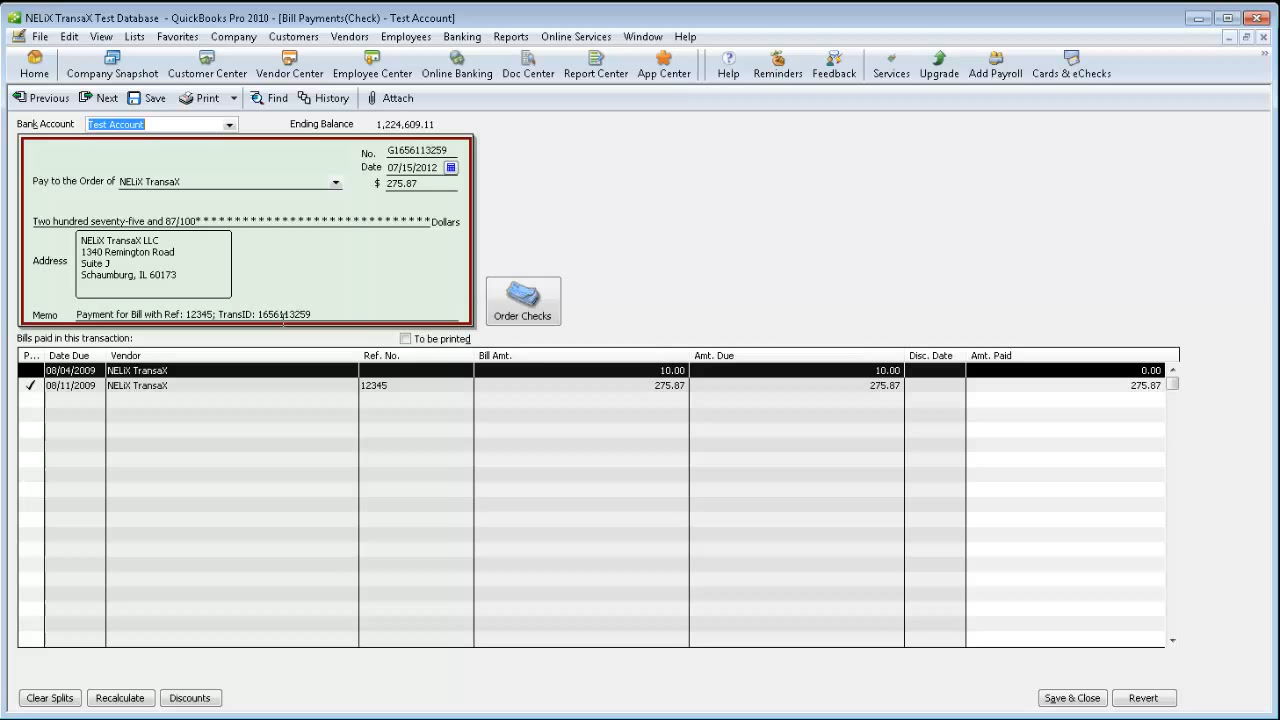 NELiX TransaX Test Database - QuickBooks Pro 2010 - [Bill Payments(Check) - Test Account]
File Edit View Lists Favorites Company Customers Vendors Employees Banking Reports Online Services Window Help
Home Company Snapshot Customer Center Vendor Center Employee Center Online Banking Doc Center Report Center App Center Help Reminders Feedback Services Upgrade Add Payroll Cards & eChecks
Previous Next Save Print Find History Attach
Bank Account Test Account Ending Balance 1,224,609.11
No. G1656113259
Date 07/15/2012
Pay to the Order of NELiX TransaX $ 275.87
Two hundred seventy-five and 87/100* * * * * * * * * * * * * * * * * * * * * * * * * * * * * * Dollars
Address
NELiX TransaX LLC
1340 Remington Road
Suite J
Schaumburg, IL 60173
Memo Payment for Bill with Ref: 12345; TransID: 1656113259
Order Checks
Bills paid in this transaction: To be printed
P... Date Due Vendor Ref. No. Bill Amt. Amt. Due Disc. Date Amt. Paid
08/04/2009 NELiX TransaX 10.00 10.00 0.00
08/11/2009 NELiX TransaX 12345 275.87 275.87 275.87
Clear Splits Recalculate Discounts Save & Close Revert